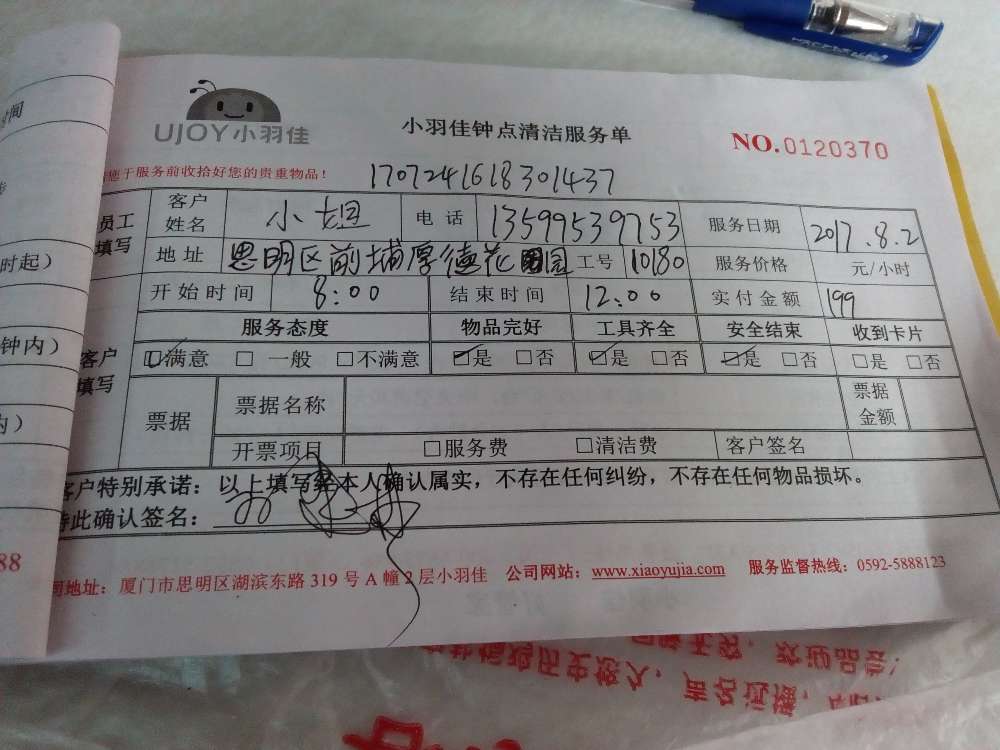 UJOY小羽佳
小羽佳钟点清洁服务单
NO.0120370
您于服务前收拾好您的贵重物品！
1707241618301437
员工填写
客户姓名 小姐 电话 13599539753 服务日期 2017.8.2
地址 思明区前埔厚德花园 工号 10180 服务价格 元/小时
开始时间 8:00 结束时间 12:00 实付金额 199
客户填写
服务态度 物品完好 工具齐全 安全结束 收到卡片
☑满意 □一般 □不满意 ☑是 □否 ☑是 □否 ☑是 □否 □是 □否
票据 票据名称 票据金额
开票项目 □服务费 □清洁费 客户签名
客户特别承诺：以上填写经本人确认属实，不存在任何纠纷，不存在任何物品损坏。
特此确认签名：
地址：厦门市思明区湖滨东路 319 号 A 幢 2 层小羽佳 公司网站：www.xiaoyujia.com 服务监督热线：0592-5888123
时间
时起）
钟内）
内）
88